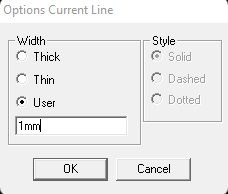 Options Current Line
Width
Thick
Thin
User
1mm
Style
Solid
Dashed
Dotted
OK
Cancel